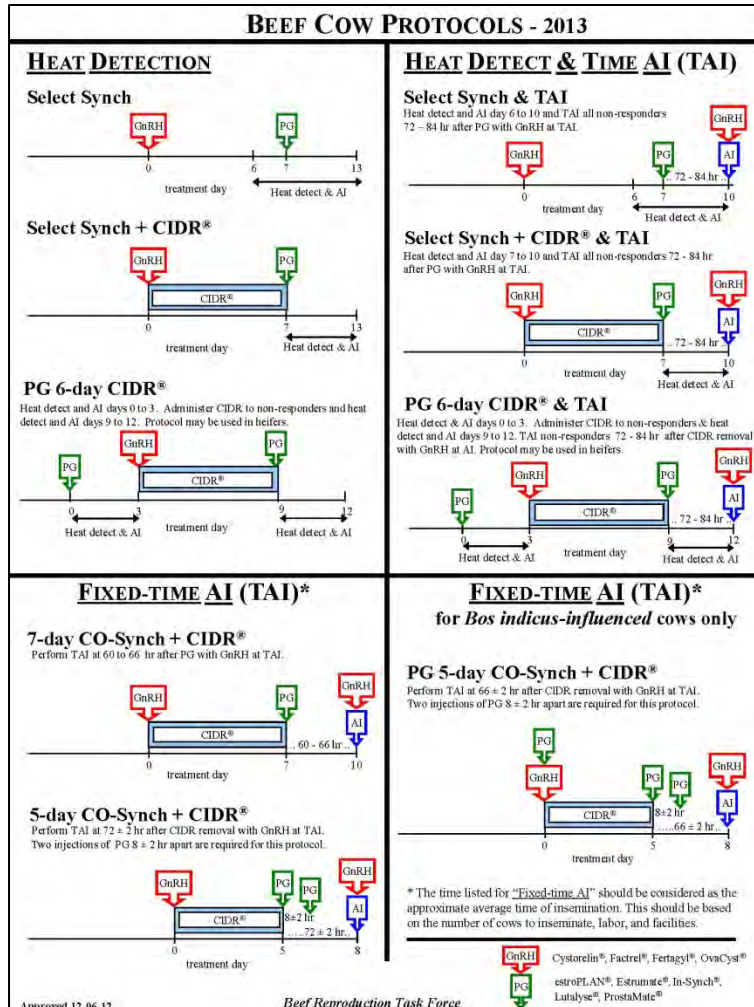 BEEF COW PROTOCOLS - 2013
HEAT DETECTION
Select Synch
GnRH
PG
0
6
7
13
treatment day
Heat detect & AI
Select Synch + CIDR®
GnRH
PG
CIDR®
0
7
13
treatment day
Heat detect & AI
PG 6-day CIDR®
Heat detect and AI days 0 to 3. Administer CIDR to non-responders and heat
detect and AI days 9 to 12. Protocol may be used in heifers.
PG
GnRH
PG
CIDR®
0
3
9
12
treatment day
Heat detect & AI
Heat detect & AI
HEAT DETECT & TIME AI (TAI)
Select Synch & TAI
Heat detect and AI day 6 to 10 and TAI all non-responders
72 – 84 hr after PG with GnRH at TAI.
GnRH
PG
GnRH
AI
.. 72 - 84 hr ..
0
6
7
10
treatment day
Heat detect & AI
Select Synch + CIDR® & TAI
Heat detect and AI day 7 to 10 and TAI all non-responders 72 - 84 hr
after PG with GnRH at TAI.
GnRH
PG
GnRH
AI
CIDR®
.. 72 - 84 hr ..
0
7
10
treatment day
Heat detect & AI
PG 6-day CIDR® & TAI
Heat detect & AI days 0 to 3. Administer CIDR to non-responders & heat
detect and AI days 9 to 12. TAI non-responders 72 - 84 hr after CIDR removal
with GnRH at AI. Protocol may be used in heifers.
PG
GnRH
PG
GnRH
AI
CIDR®
.. 72 - 84 hr ..
0
3
9
12
treatment day
Heat detect & AI
Heat detect & AI
FIXED-TIME AI (TAI)*
7-day CO-Synch + CIDR®
Perform TAI at 60 to 66 hr after PG with GnRH at TAI.
GnRH
PG
GnRH
AI
CIDR®
.. 60 - 66 hr ..
0
7
10
treatment day
5-day CO-Synch + CIDR®
Perform TAI at 72 ± 2 hr after CIDR removal with GnRH at TAI.
Two injections of PG 8 ± 2 hr apart are required for this protocol.
GnRH
PG
PG
GnRH
AI
CIDR®
8±2 hr
.....72 ± 2 hr..
0
5
8
treatment day
FIXED-TIME AI (TAI)*
for Bos indicus-influenced cows only
PG 5-day CO-Synch + CIDR®
Perform TAI at 66 ± 2 hr after CIDR removal with GnRH at TAI.
Two injections of PG 8 ± 2 hr apart are required for this protocol.
PG
GnRH
PG
PG
GnRH
AI
CIDR®
8±2 hr
.....66 ± 2 hr..
0
5
8
treatment day
* The time listed for "Fixed-time AI" should be considered as the
approximate average time of insemination. This should be based
on the number of cows to inseminate, labor, and facilities.
GnRH
Cystorelin®, Factrel®, Fertagyl®, OvaCyst®
PG
estroPLAN®, Estrumate®, In-Synch®,
Lutalyse®, ProstaMate®
Approved 12-06-12
Beef Reproduction Task Force